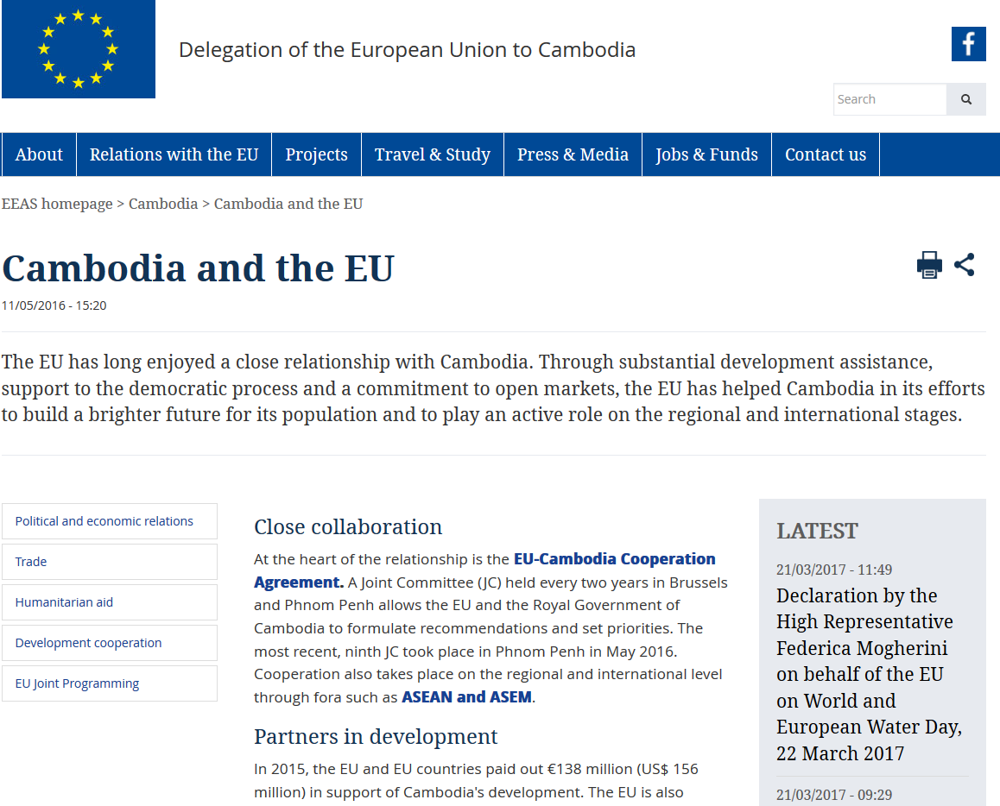 Delegation of the European Union to Cambodia
f
Search
About
Relations with the EU
Projects
Travel & Study
Press & Media
Jobs & Funds
Contact us
EEAS homepage > Cambodia > Cambodia and the EU
Cambodia and the EU
11/05/2016 - 15:20
The EU has long enjoyed a close relationship with Cambodia. Through substantial development assistance,
support to the democratic process and a commitment to open markets, the EU has helped Cambodia in its efforts
to build a brighter future for its population and to play an active role on the regional and international stages.
Political and economic relations
Trade
Humanitarian aid
Development cooperation
EU Joint Programming
Close collaboration
At the heart of the relationship is the EU-Cambodia Cooperation
Agreement. A Joint Committee (JC) held every two years in Brussels
and Phnom Penh allows the EU and the Royal Government of
Cambodia to formulate recommendations and set priorities. The
most recent, ninth JC took place in Phnom Penh in May 2016.
Cooperation also takes place on the regional and international level
through fora such as ASEAN and ASEM.
Partners in development
In 2015, the EU and EU countries paid out €138 million (US$ 156
million) in support of Cambodia's development. The EU is also
LATEST
21/03/2017 - 11:49
Declaration by the
High Representative
Federica Mogherini
on behalf of the EU
on World and
European Water Day,
22 March 2017
21/03/2017 - 09:29